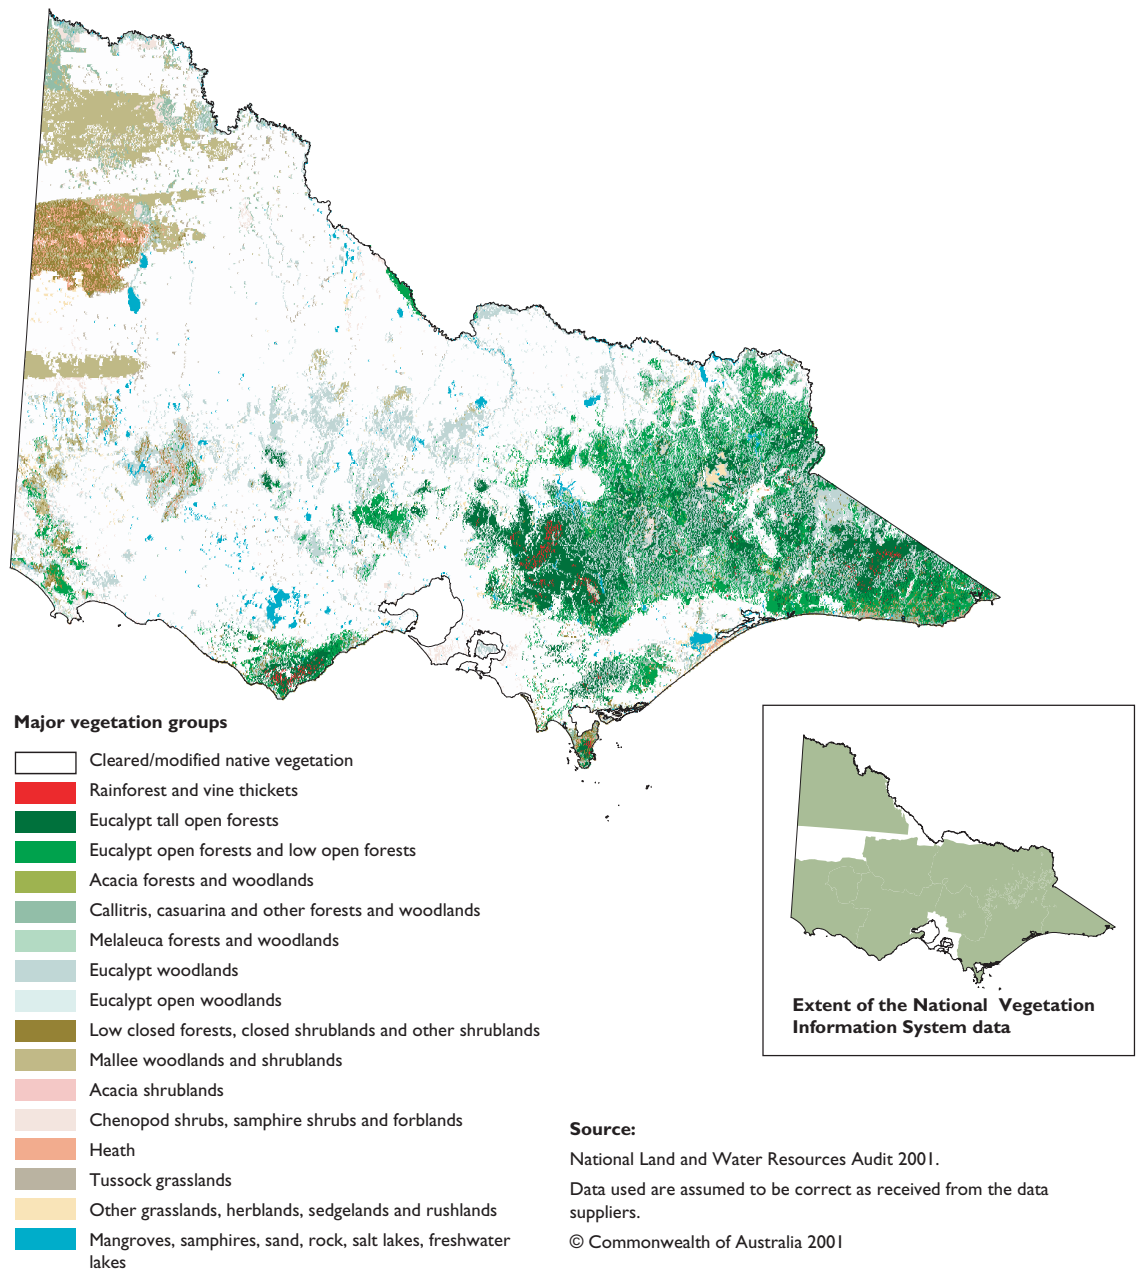 Major vegetation groups
Cleared/modified native vegetation
Rainforest and vine thickets
Eucalypt tall open forests
Eucalypt open forests and low open forests
Acacia forests and woodlands
Callitris, casuarina and other forests and woodlands
Melaleuca forests and woodlands
Eucalypt woodlands
Eucalypt open woodlands
Low closed forests, closed shrublands and other shrublands
Mallee woodlands and shrublands
Acacia shrublands
Chenopod shrubs, samphire shrubs and forblands
Heath
Tussock grasslands
Other grasslands, herblands, sedgelands and rushlands
Mangroves, samphires, sand, rock, salt lakes, freshwater
lakes
Extent of the National Vegetation
Information System data
Source:
National Land and Water Resources Audit 2001.
Data used are assumed to be correct as received from the data
suppliers.
© Commonwealth of Australia 2001